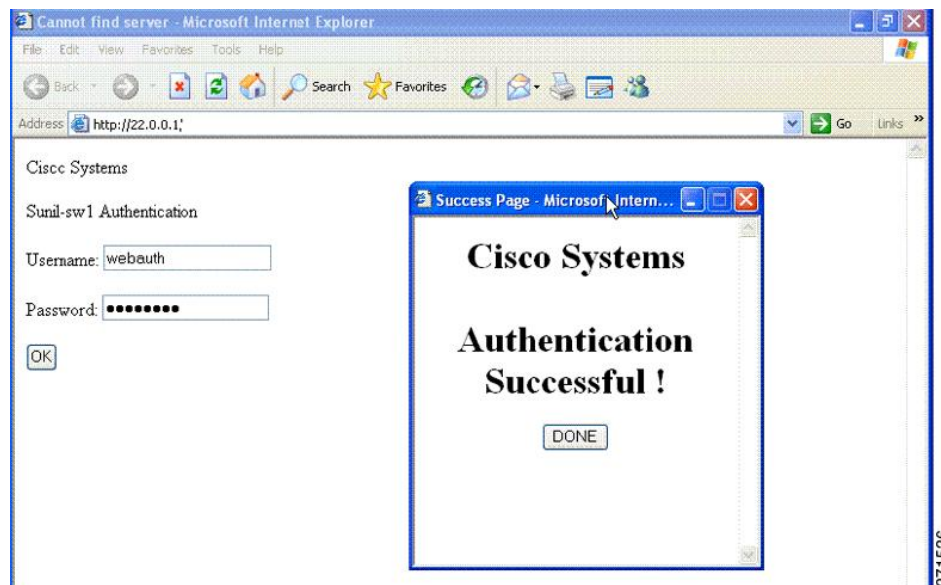 Cannot find server - Microsoft Internet Explorer
File Edit View Favorites Tools Help
Back Search Favorites
Address http://22.0.0.1,' Go Links »
Ciscc Systems
Sunil-sw1 Authentication
Username: webauth
Password: ●●●●●●●●
OK
Success Page - Microsoft Intern...
Cisco Systems
Authentication
Successful !
DONE